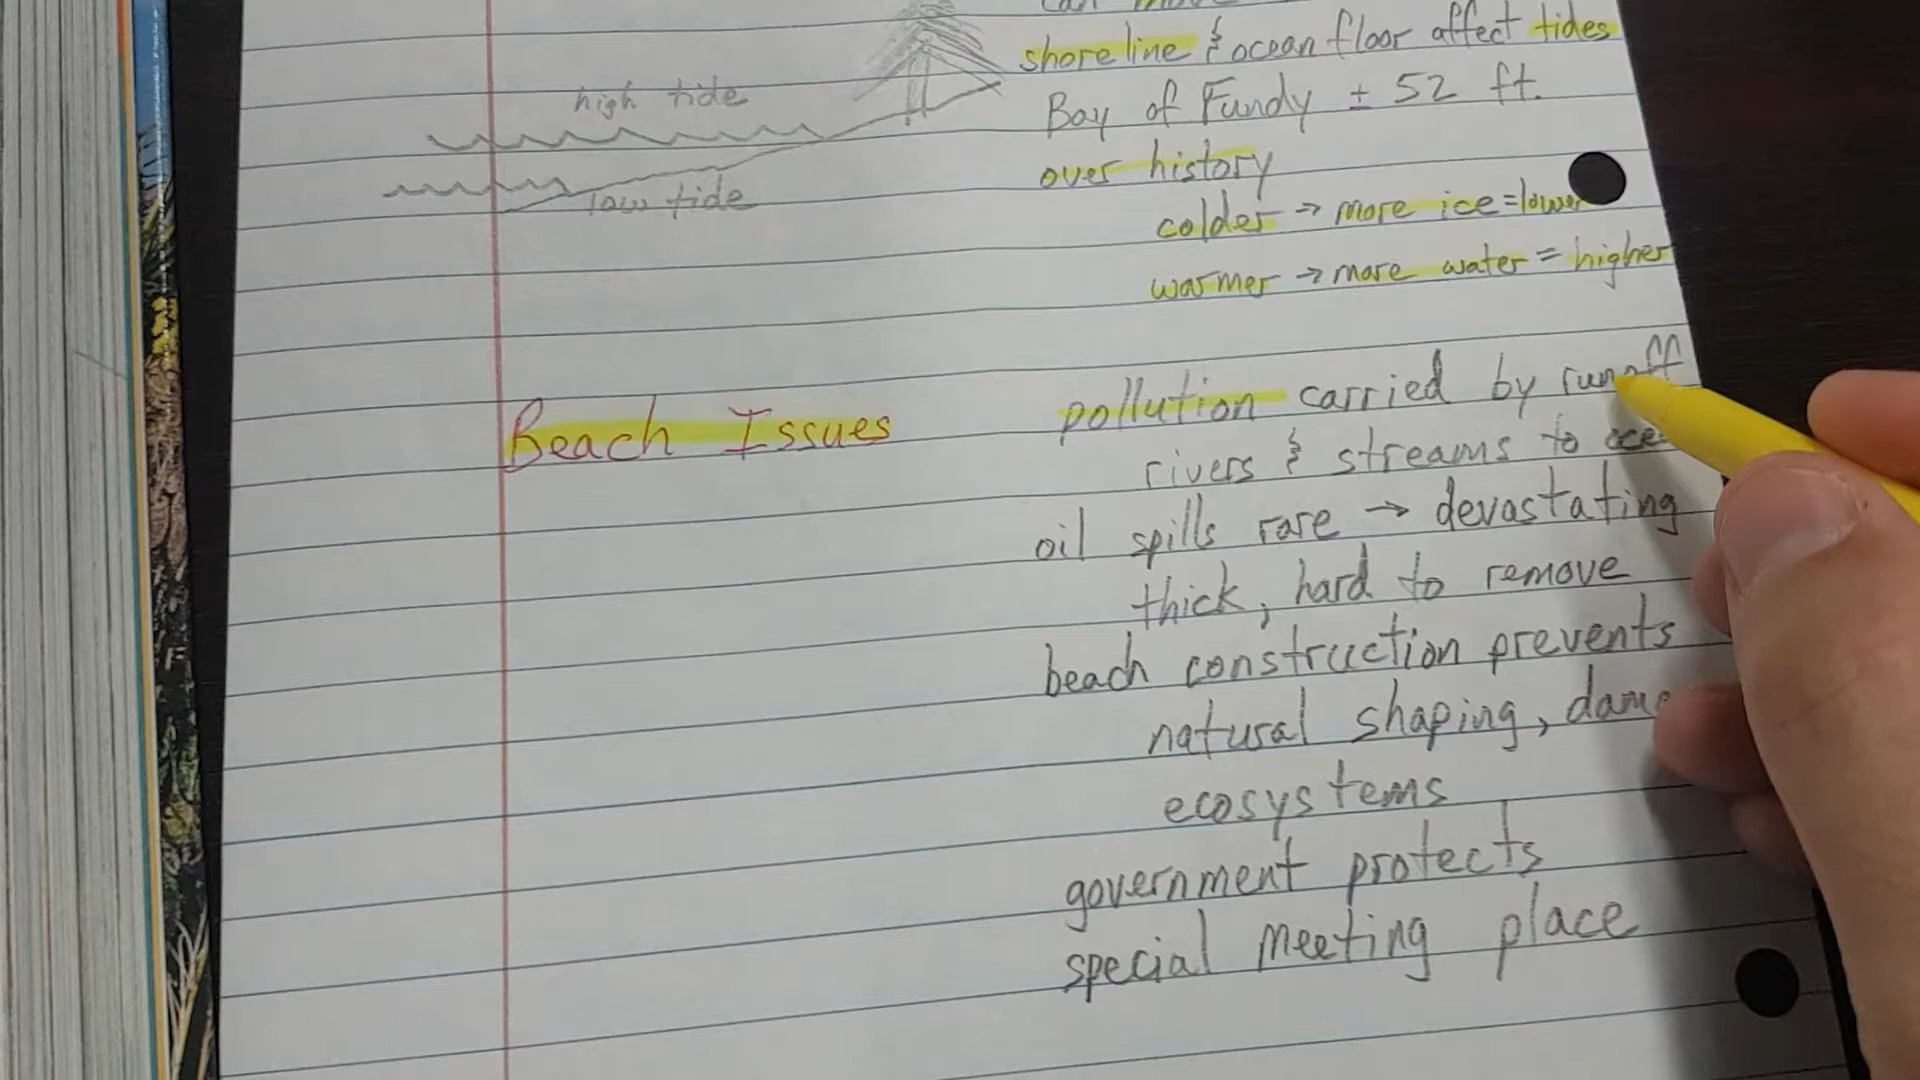 shoreline & ocean floor affect tides
high tide
Bay of Fundy ± 52 ft.
over history
low tide
colder → more ice = lower
warmer → more water = higher
Beach Issues
pollution carried by runoff
rivers & streams to
oil spills rare → devastating
thick, hard to remove
beach construction prevents
natural shaping,
ecosystems
government protects
special meeting place